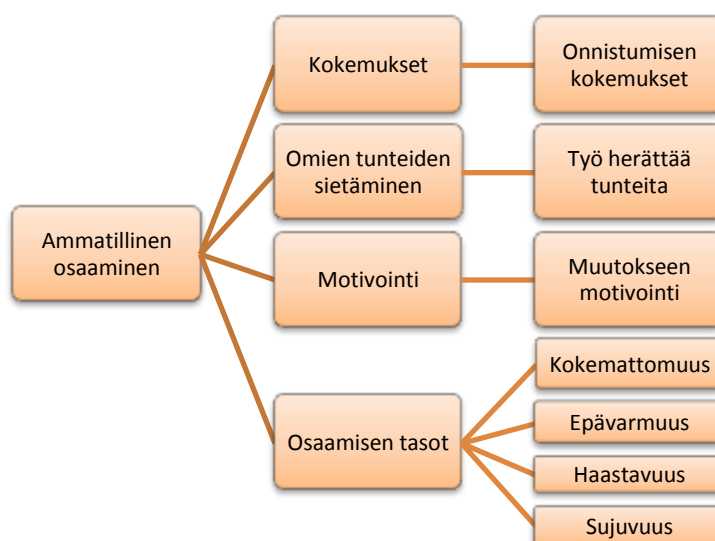 Ammatillinen
osaaminen
Kokemukset
Onnistumisen
kokemukset
Omien tunteiden
sietäminen
Työ herättää
tunteita
Motivointi
Muutokseen
motivointi
Osaamisen tasot
Kokemattomuus
Epävarmuus
Haastavuus
Sujuvuus